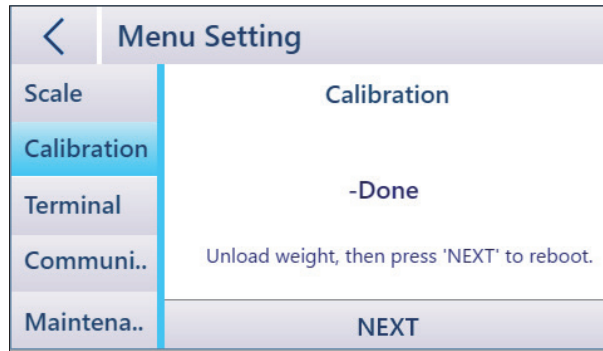 Menu Setting
Scale
Calibration
Terminal
Communi..
Maintena..
Calibration
-Done
Unload weight, then press 'NEXT' to reboot.
NEXT